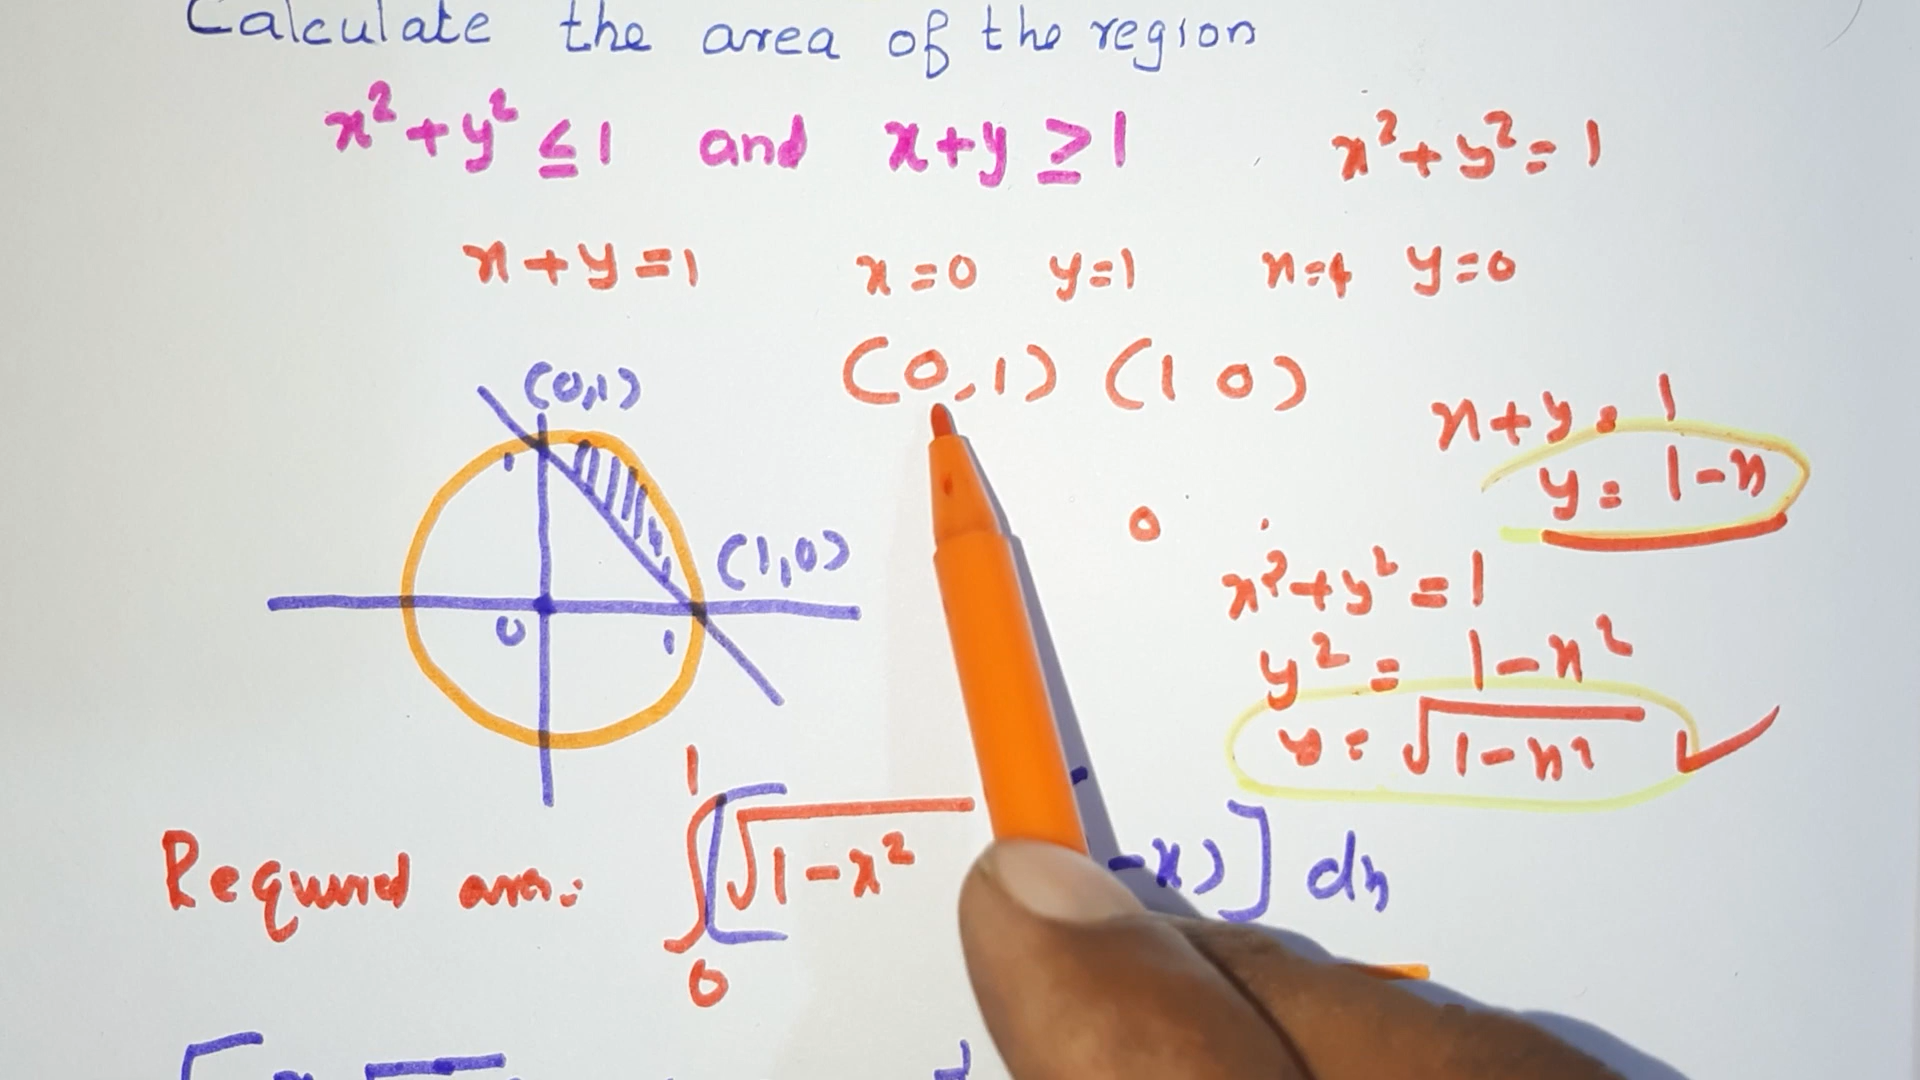 Calculate the area of the region
x²+y² ≤ 1 and x+y ≥ 1 x²+y²=1
x+y=1 x=0 y=1 x=1 y=0
(0,1) (1 0)
(0,1)
(1,0)
0
1
1
0
x+y=1
y=1-x
x²+y²=1
y²=1-x²
y=√1-x²
Required area: ∫₀¹[√1-x² -x)] dx